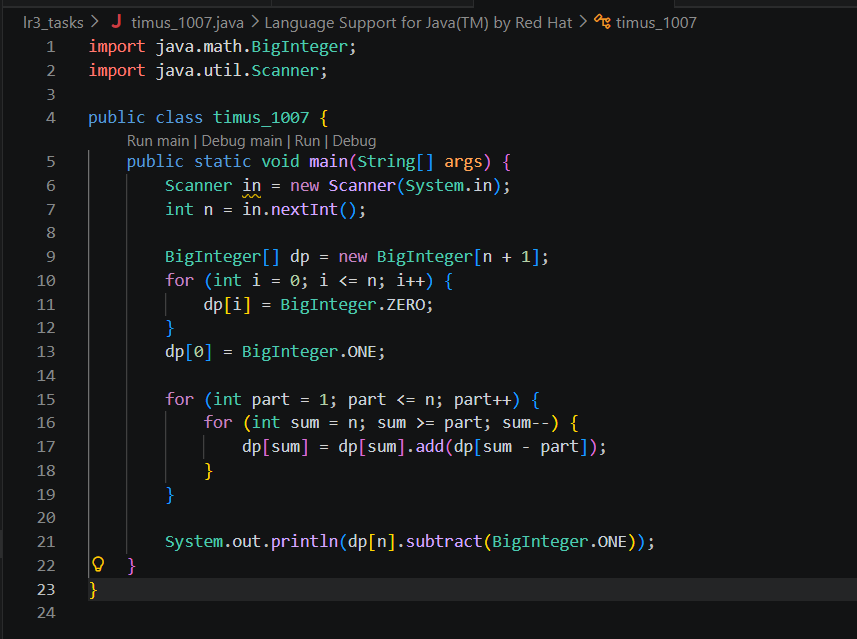 lr3_tasks > J timus_1007.java > Language Support for Java(TM) by Red Hat > timus_1007
1 import java.math.BigInteger;
2 import java.util.Scanner;
3
4 public class timus_1007 {
Run main | Debug main | Run | Debug
5 public static void main(String[] args) {
6 Scanner in = new Scanner(System.in);
7 int n = in.nextInt();
8
9 BigInteger[] dp = new BigInteger[n + 1];
10 for (int i = 0; i <= n; i++) {
11 dp[i] = BigInteger.ZERO;
12 }
13 dp[0] = BigInteger.ONE;
14
15 for (int part = 1; part <= n; part++) {
16 for (int sum = n; sum >= part; sum--) {
17 dp[sum] = dp[sum].add(dp[sum - part]);
18 }
19 }
20
21 System.out.println(dp[n].subtract(BigInteger.ONE));
22 }
23 }
24